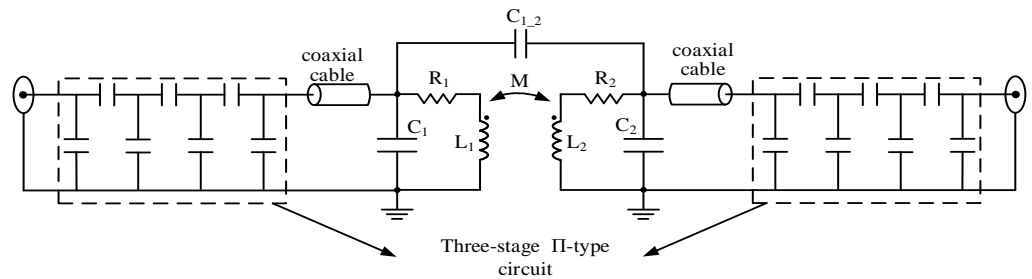 C1_2
coaxial
cable
R1
M
R2
coaxial
cable
C1
L1
L2
C2
Three-stage Π-type
circuit